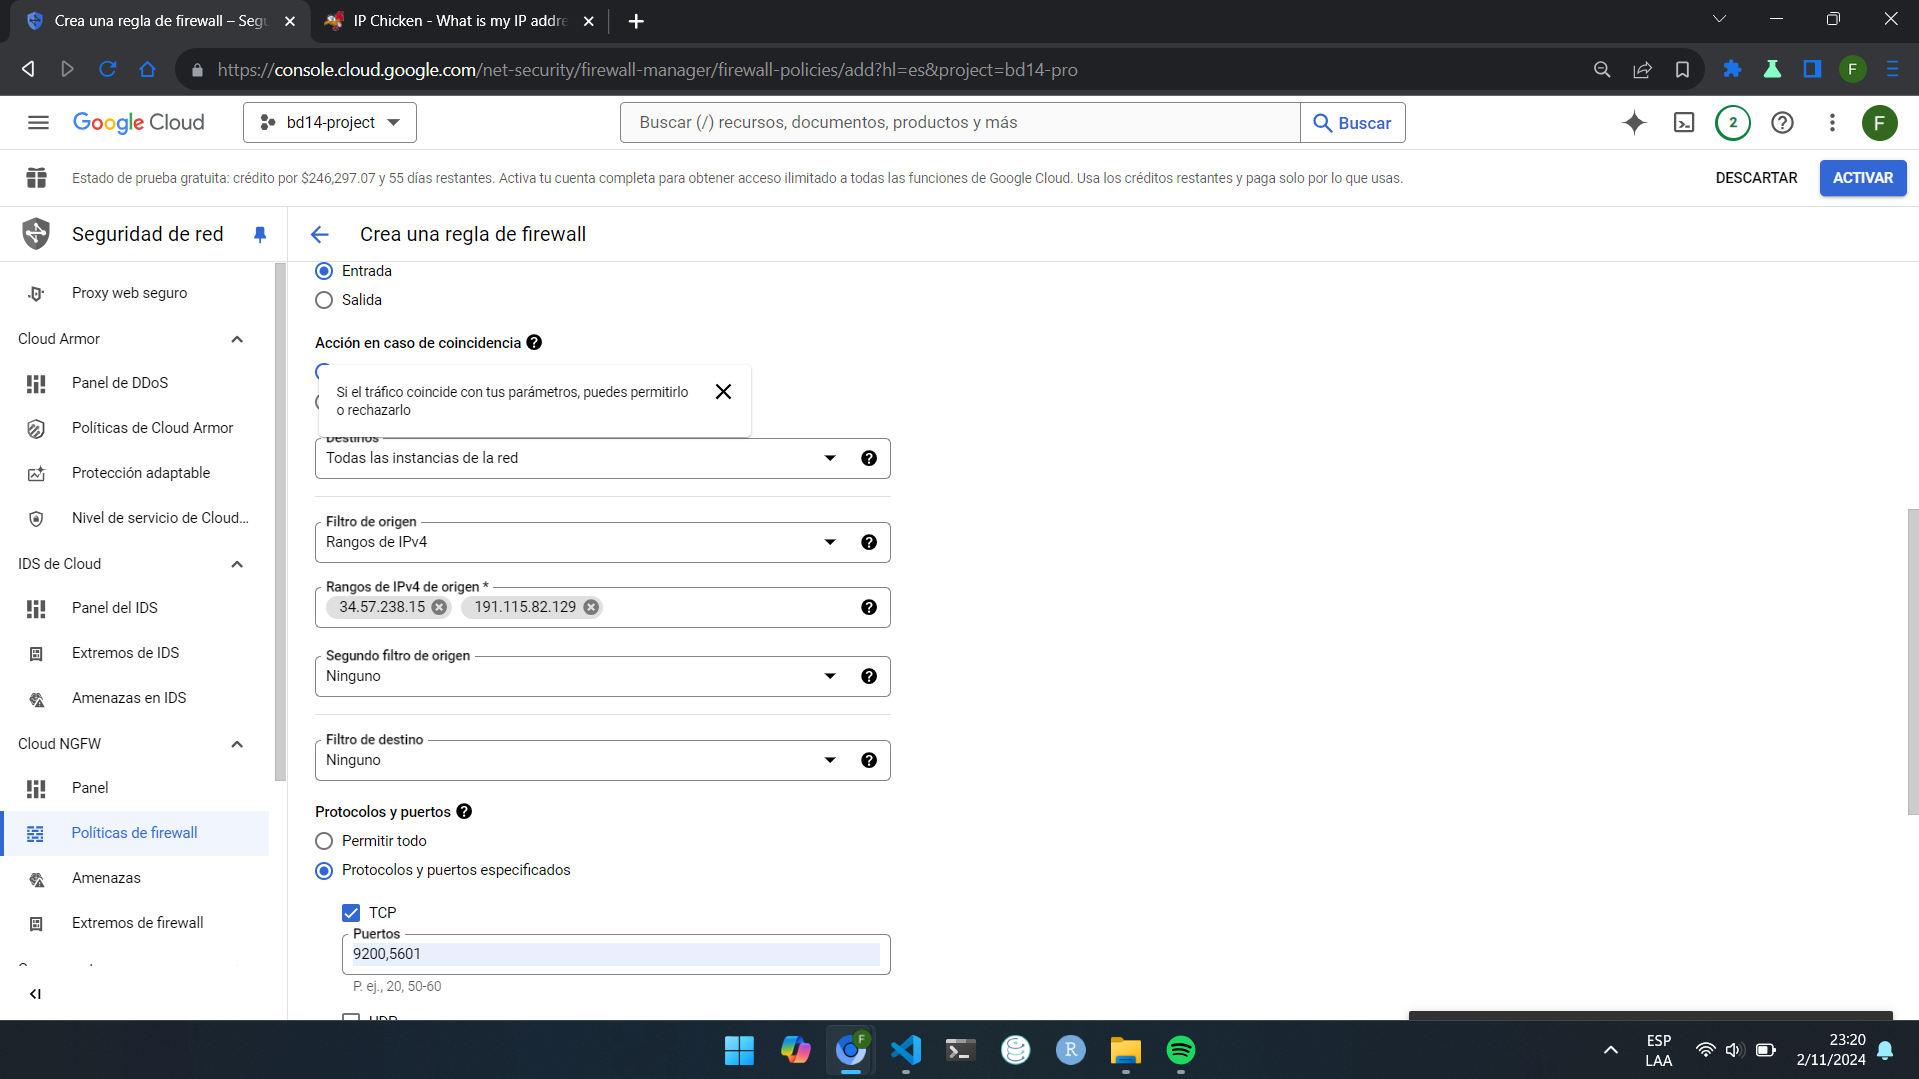 Crea una regla de firewall – Segu
IP Chicken - What is my IP addre
https://console.cloud.google.com/net-security/firewall-manager/firewall-policies/add?hl=es&project=bd14-pro
F
Google Cloud
bd14-project
Buscar (/) recursos, documentos, productos y más
Buscar
2
F
Estado de prueba gratuita: crédito por $246,297.07 y 55 días restantes. Activa tu cuenta completa para obtener acceso ilimitado a todas las funciones de Google Cloud. Usa los créditos restantes y paga solo por lo que usas.
DESCARTAR
ACTIVAR
Seguridad de red
Crea una regla de firewall
Proxy web seguro
Cloud Armor
Panel de DDoS
Políticas de Cloud Armor
Protección adaptable
Nivel de servicio de Cloud...
IDS de Cloud
Panel del IDS
Extremos de IDS
Amenazas en IDS
Cloud NGFW
Panel
Políticas de firewall
Amenazas
Extremos de firewall
Entrada
Salida
Acción en caso de coincidencia
Si el tráfico coincide con tus parámetros, puedes permitirlo
o rechazarlo
Destinos
Todas las instancias de la red
Filtro de origen
Rangos de IPv4
Rangos de IPv4 de origen *
34.57.238.15
191.115.82.129
Segundo filtro de origen
Ninguno
Filtro de destino
Ninguno
Protocolos y puertos
Permitir todo
Protocolos y puertos especificados
TCP
Puertos
9200,5601
P. ej., 20, 50-60
UDP
F
R
ESP
LAA
23:20
2/11/2024